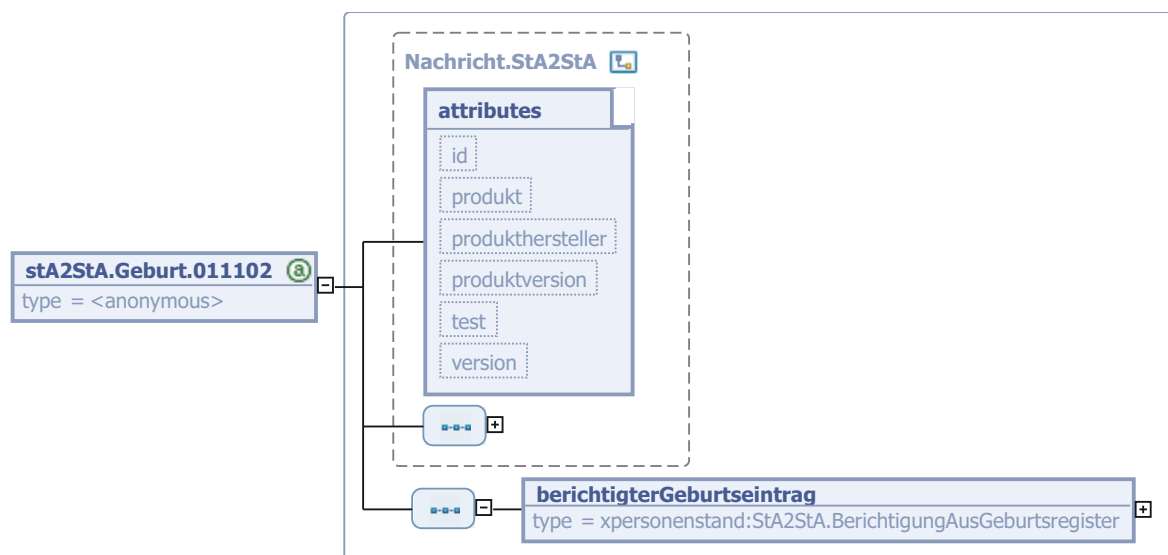 Nachricht.StA2StA
attributes
id
produkt
produkthersteller
produktversion
test
version
stA2StA.Geburt.011102 a
type = <anonymous>
berichtigterGeburtseintrag
type = xpersonenstand:StA2StA.BerichtigungAusGeburtsregister